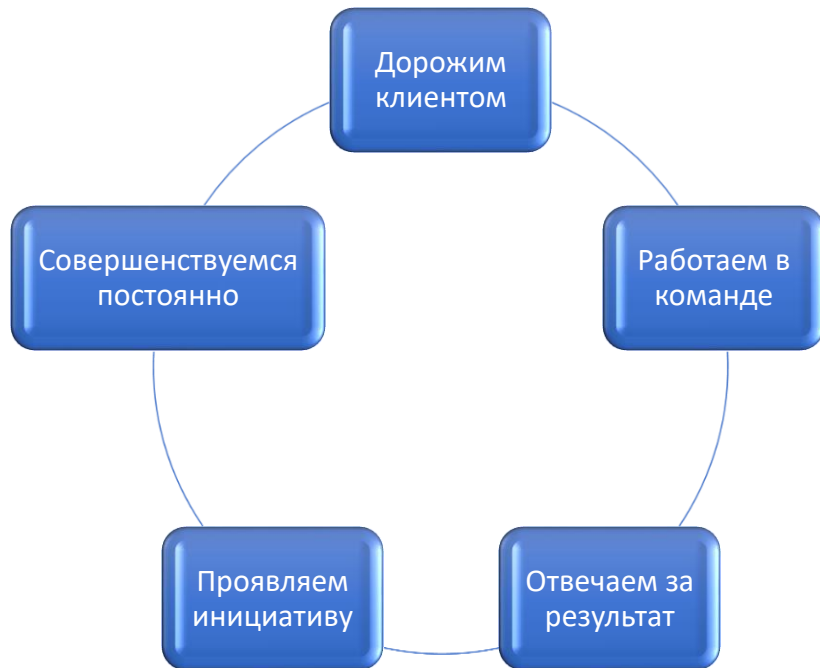 Дорожим
клиентом
Работаем в
команде
Отвечаем за
результат
Проявляем
инициативу
Совершенствуемся
постоянно